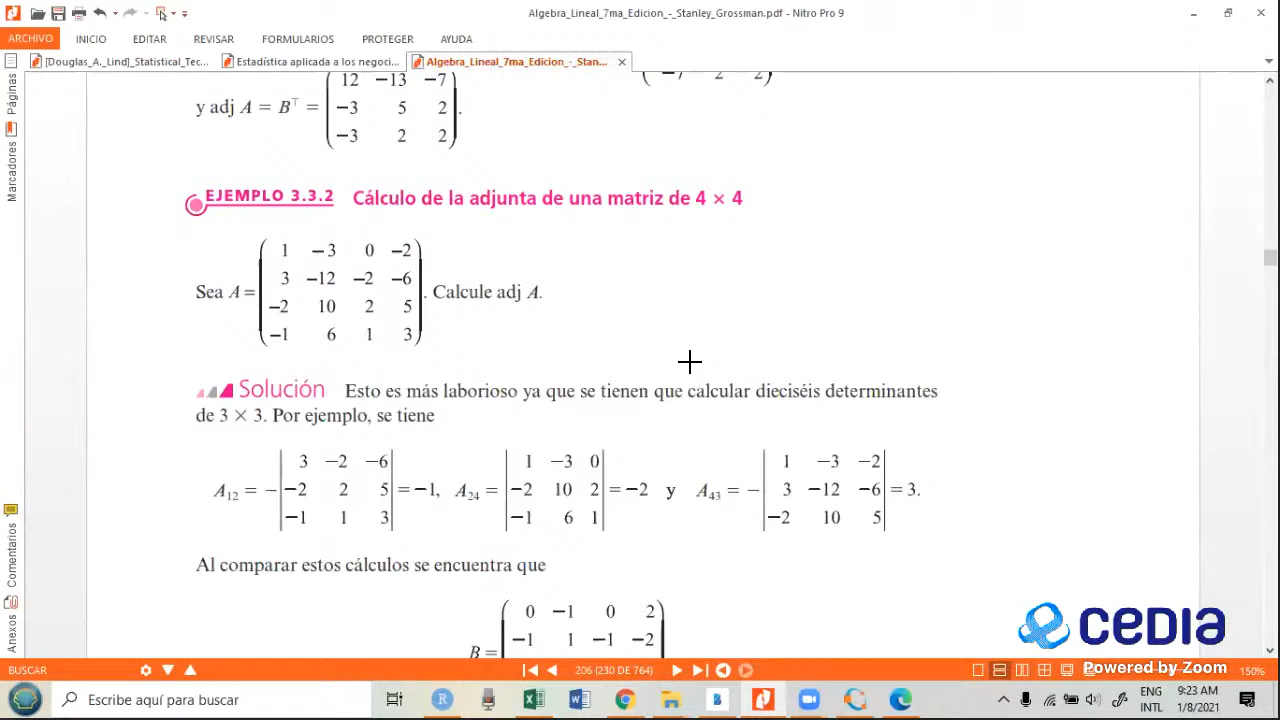 Algebra_Lineal_7ma_Edicion_-_Stanley_Grossman.pdf - Nitro Pro 9
ARCHIVO INICIO EDITAR REVISAR FORMULARIOS PROTEGER AYUDA
[Douglas_A._Lind]_Statistical_Tec... Estadística aplicada a los negoci... Algebra_Lineal_7ma_Edicion_-_Stan...
Páginas
Marcadores
Comentarios
Anexos
12 −13 −7
y adj A = B⊤ = −3 5 2 .
−3 2 2
−7 2 2
EJEMPLO 3.3.2 Cálculo de la adjunta de una matriz de 4 × 4
1 −3 0 −2
3 −12 −2 −6
Sea A = . Calcule adj A.
−2 10 2 5
−1 6 1 3
Solución Esto es más laborioso ya que se tienen que calcular dieciséis determinantes
de 3 × 3. Por ejemplo, se tiene
3 −2 −6 1 −3 0 1 −3 −2
A12 = − −2 2 5 = −1, A24 = −2 10 2 = −2 y A43 = − 3 −12 −6 = 3.
−1 1 3 −1 6 1 −2 10 5
Al comparar estos cálculos se encuentra que
0 −1 0 2
−1 1 −1 −2
B =
cedia
Powered by Zoom
BUSCAR 206 (230 DE 764) 150%
Escribe aquí para buscar
ENG 9:23 AM
INTL 1/8/2021